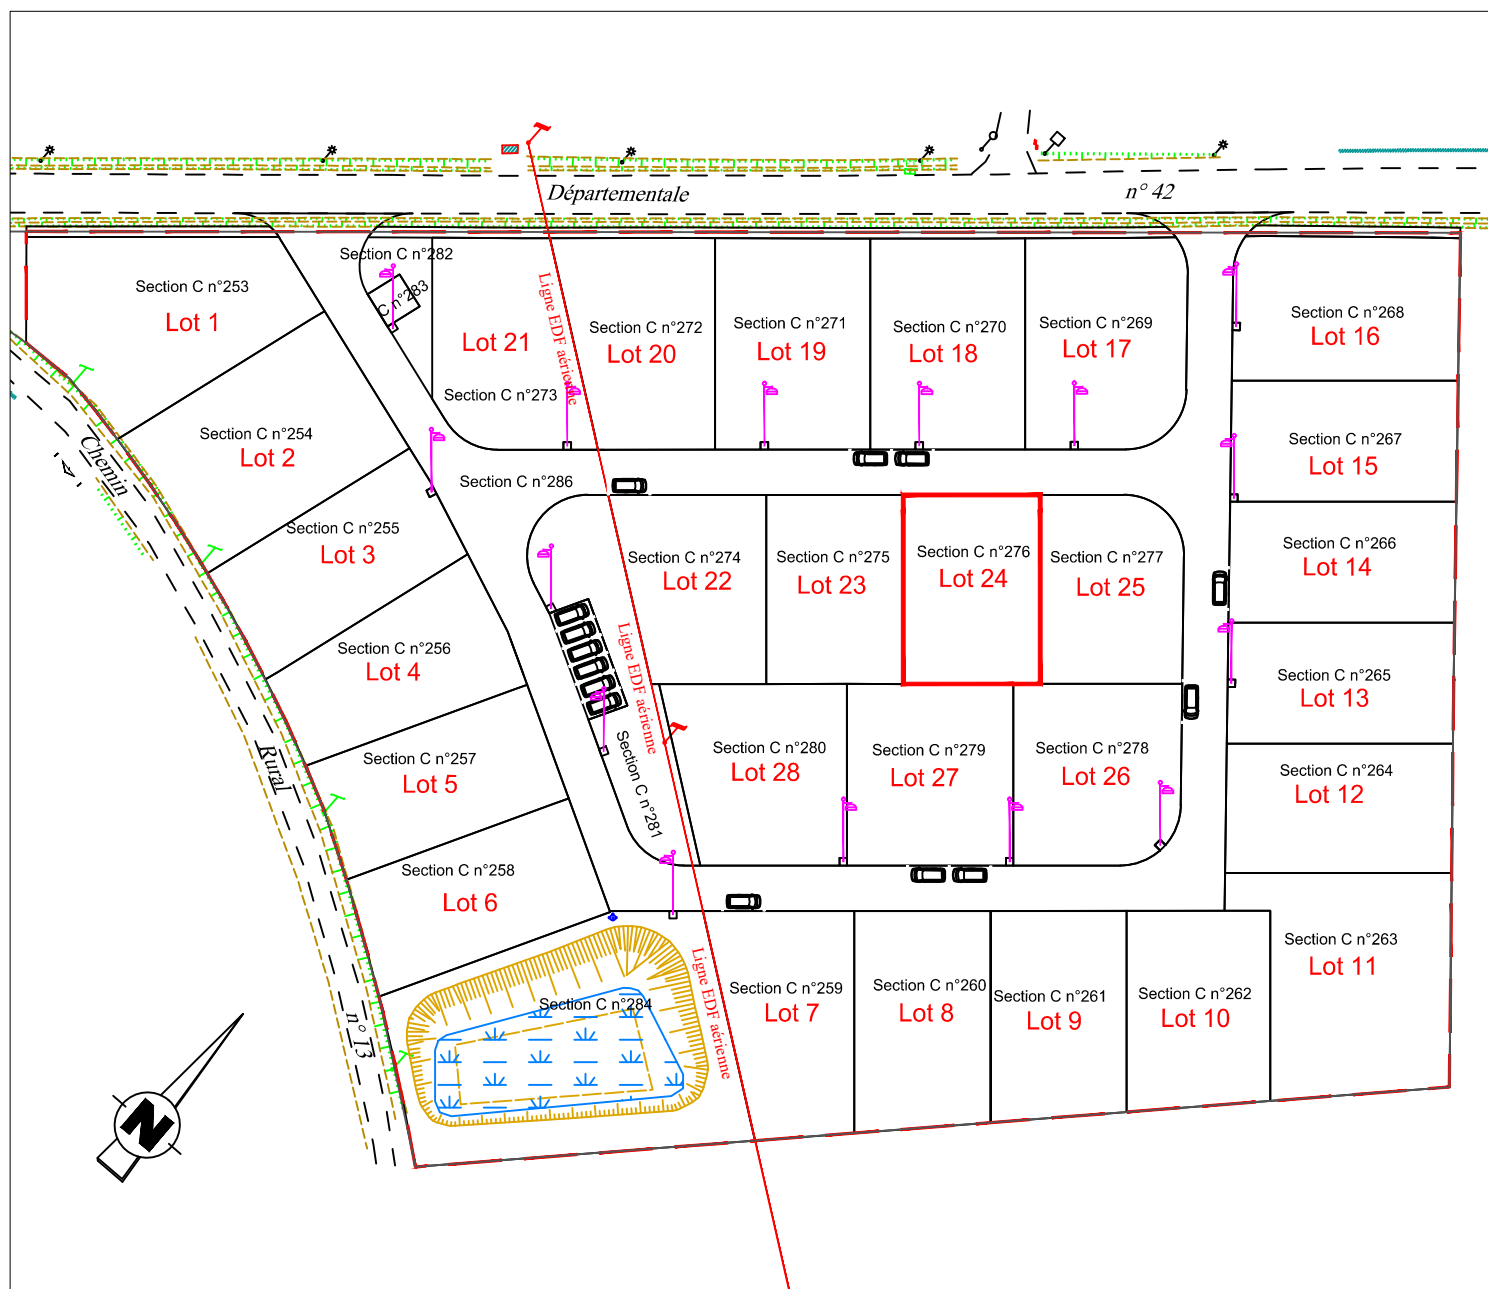 Départementale
n° 42
Section C n°282
C n°283
Section C n°253
Lot 1
Ligne EDF aérienne
Lot 21
Section C n°273
Section C n°272
Lot 20
Section C n°271
Lot 19
Section C n°270
Lot 18
Section C n°269
Lot 17
Section C n°268
Lot 16
Chemin
Section C n°254
Lot 2
Section C n°267
Lot 15
Section C n°286
Section C n°255
Lot 3
Section C n°274
Lot 22
Section C n°275
Lot 23
Section C n°276
Lot 24
Section C n°277
Lot 25
Section C n°266
Lot 14
Section C n°256
Lot 4
Ligne EDF aérienne
Section C n°265
Lot 13
Rural
Section C n°257
Lot 5
Section C n°281
Section C n°280
Lot 28
Section C n°279
Lot 27
Section C n°278
Lot 26
Section C n°264
Lot 12
Section C n°258
Lot 6
Section C n°263
Lot 11
n° 13
Section C n°284
Ligne EDF aérienne
Section C n°259
Lot 7
Section C n°260
Lot 8
Section C n°261
Lot 9
Section C n°262
Lot 10
N